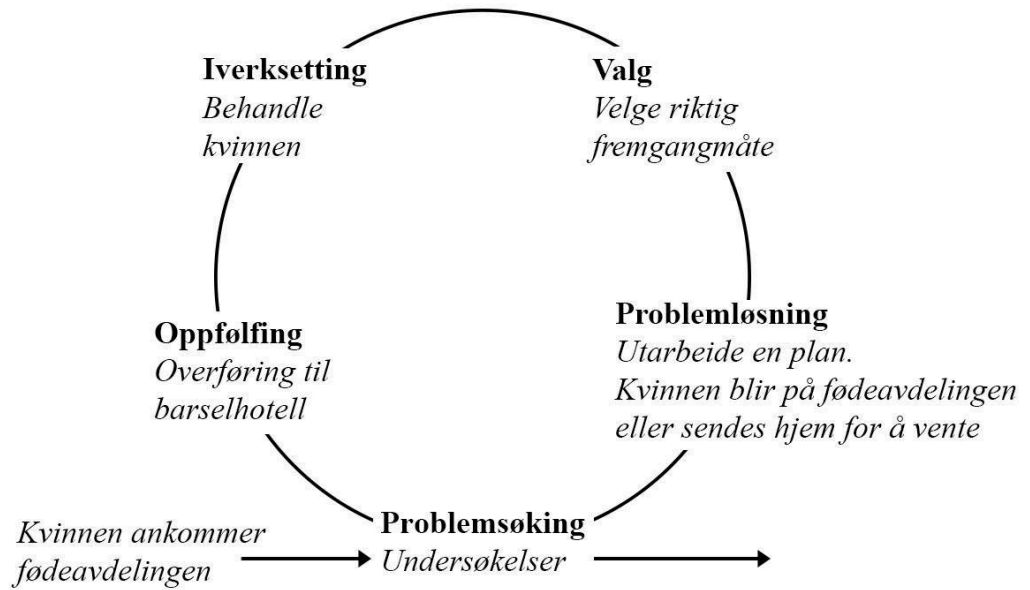 Iverksetting
Behandle
kvinnen
Valg
Velge riktig
fremgangmåte
Oppfølfing
Overføring til
barselhotell
Problemløsning
Utarbeide en plan.
Kvinnen blir på fødeavdelingen
eller sendes hjem for å vente
Kvinnen ankommer
fødeavdelingen
Problemsøking
Undersøkelser